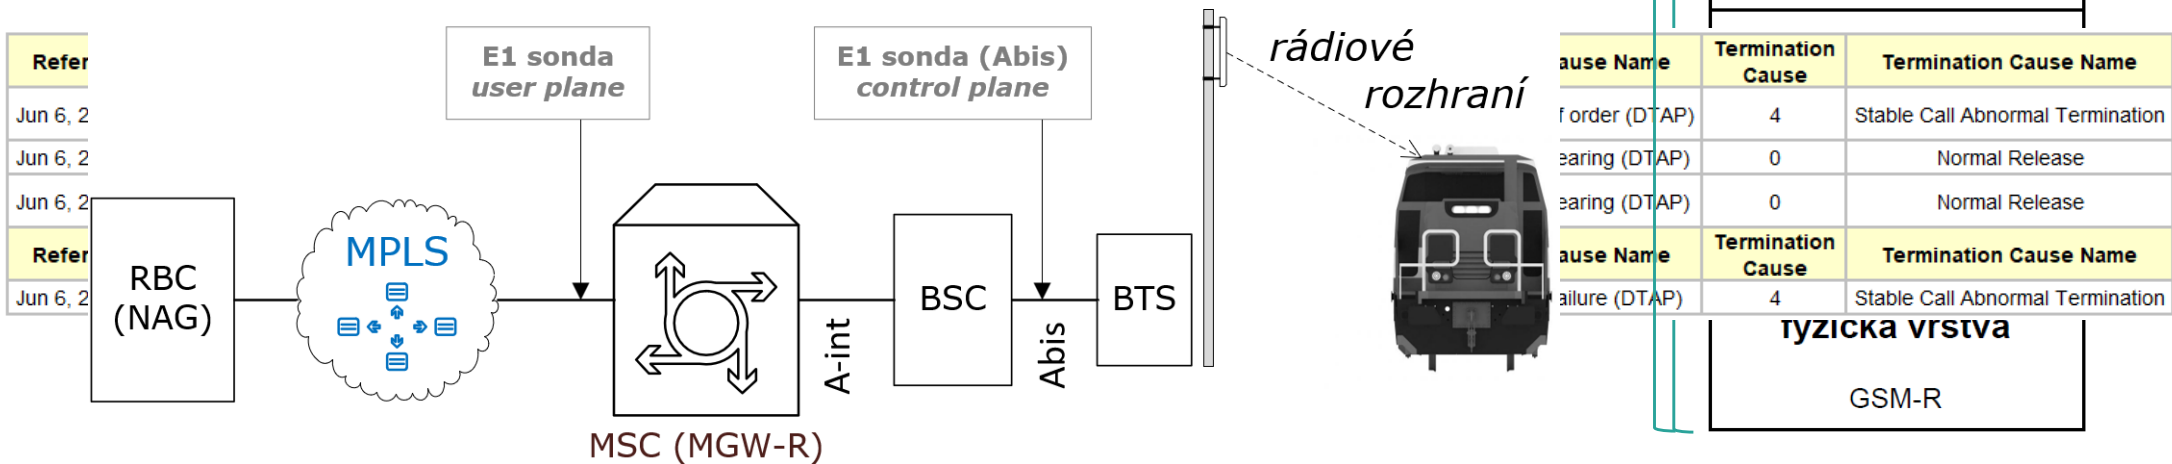 Refer
Jun 6, 2
Jun 6, 2
Jun 6, 2
Refer
Jun 6, 2
E1 sonda
user plane
E1 sonda (Abis)
control plane
rádiové
rozhraní
RBC
(NAG)
MPLS
MSC (MGW-R)
A-int
BSC
Abis
BTS
ause Name
Termination
Cause
Termination Cause Name
f order (DTAP)
4
Stable Call Abnormal Termination
earing (DTAP)
0
Normal Release
earing (DTAP)
0
Normal Release
ause Name
Termination
Cause
Termination Cause Name
ailure (DTAP)
4
Stable Call Abnormal Termination
fyzická vrstva
GSM-R